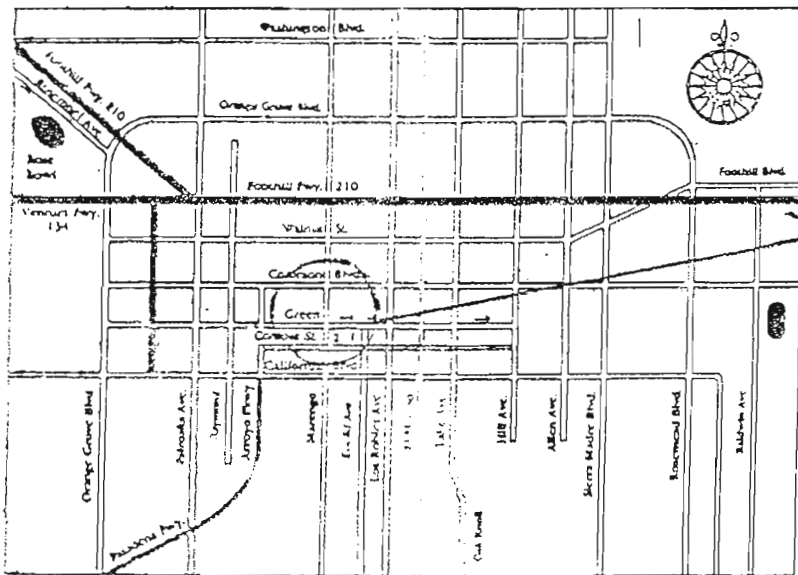 Washington Blvd.
Foothill Fwy. 210
Rosemont Ave.
Orange Grove Blvd.
Rose
Bowl
Foothill Fwy. 210
Foothill Blvd.
Ventura Fwy.
134
Walnut St.
Colorado Blvd.
Green
Cordova St.
California Blvd.
Orange Grove Blvd
Pasadena Ave.
Raymond
Arroyo Pkwy
Marengo
Euclid Ave
Los Robles Ave.
Lake Ave.
Hill Ave.
Allen Ave.
Sierra Madre Blvd.
Rosemead Blvd.
Baldwin Ave
Pasadena Fwy.
Oak Knoll